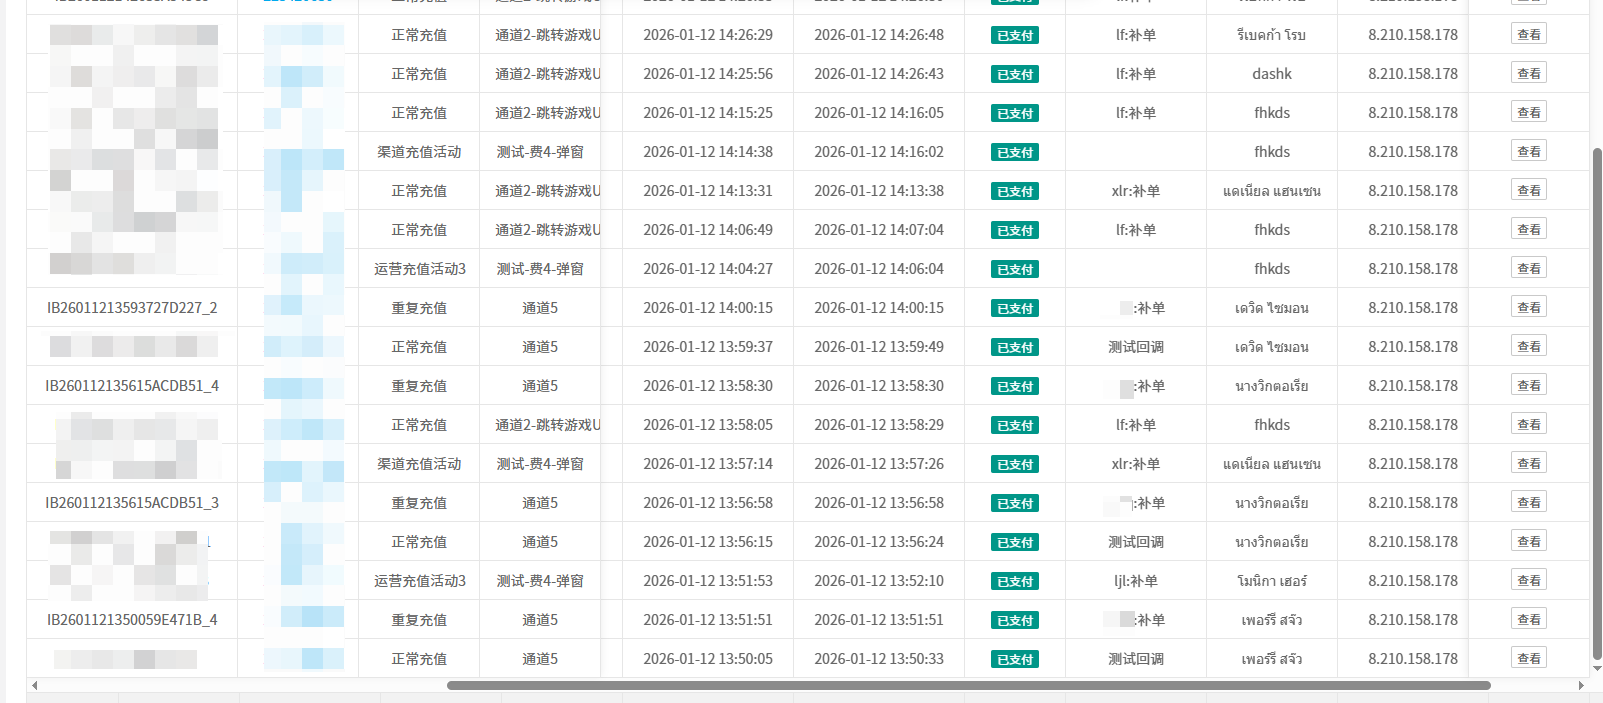 正常充值 通道2-跳转游戏U 2026-01-12 14:26:29 2026-01-12 14:26:48 已支付 lf:补单 รีเบคก้า โรบ 8.210.158.178 查看
正常充值 通道2-跳转游戏U 2026-01-12 14:25:56 2026-01-12 14:26:43 已支付 lf:补单 dashk 8.210.158.178 查看
正常充值 通道2-跳转游戏U 2026-01-12 14:15:25 2026-01-12 14:16:05 已支付 lf:补单 fhkds 8.210.158.178 查看
渠道充值活动 测试-费4-弹窗 2026-01-12 14:14:38 2026-01-12 14:16:02 已支付 fhkds 8.210.158.178 查看
正常充值 通道2-跳转游戏U 2026-01-12 14:13:31 2026-01-12 14:13:38 已支付 xlr:补单 แดเนียล แฮนเซน 8.210.158.178 查看
正常充值 通道2-跳转游戏U 2026-01-12 14:06:49 2026-01-12 14:07:04 已支付 lf:补单 fhkds 8.210.158.178 查看
运营充值活动3 测试-费4-弹窗 2026-01-12 14:04:27 2026-01-12 14:06:04 已支付 fhkds 8.210.158.178 查看
IB26011213593727D227_2 重复充值 通道5 2026-01-12 14:00:15 2026-01-12 14:00:15 已支付 :补单 เดวิด ไซมอน 8.210.158.178 查看
正常充值 通道5 2026-01-12 13:59:37 2026-01-12 13:59:49 已支付 测试回调 เดวิด ไซมอน 8.210.158.178 查看
IB260112135615ACDB51_4 重复充值 通道5 2026-01-12 13:58:30 2026-01-12 13:58:30 已支付 :补单 นางวิกตอเรีย 8.210.158.178 查看
正常充值 通道2-跳转游戏U 2026-01-12 13:58:05 2026-01-12 13:58:29 已支付 lf:补单 fhkds 8.210.158.178 查看
渠道充值活动 测试-费4-弹窗 2026-01-12 13:57:14 2026-01-12 13:57:26 已支付 xlr:补单 แดเนียล แฮนเซน 8.210.158.178 查看
IB260112135615ACDB51_3 重复充值 通道5 2026-01-12 13:56:58 2026-01-12 13:56:58 已支付 :补单 นางวิกตอเรีย 8.210.158.178 查看
正常充值 通道5 2026-01-12 13:56:15 2026-01-12 13:56:24 已支付 测试回调 นางวิกตอเรีย 8.210.158.178 查看
运营充值活动3 测试-费4-弹窗 2026-01-12 13:51:53 2026-01-12 13:52:10 已支付 ljl:补单 โมนิกา เฮอร์ 8.210.158.178 查看
IB2601121350059E471B_4 重复充值 通道5 2026-01-12 13:51:51 2026-01-12 13:51:51 已支付 :补单 เพอร์รี สจ๊ว 8.210.158.178 查看
正常充值 通道5 2026-01-12 13:50:05 2026-01-12 13:50:33 已支付 测试回调 เพอร์รี สจ๊ว 8.210.158.178 查看